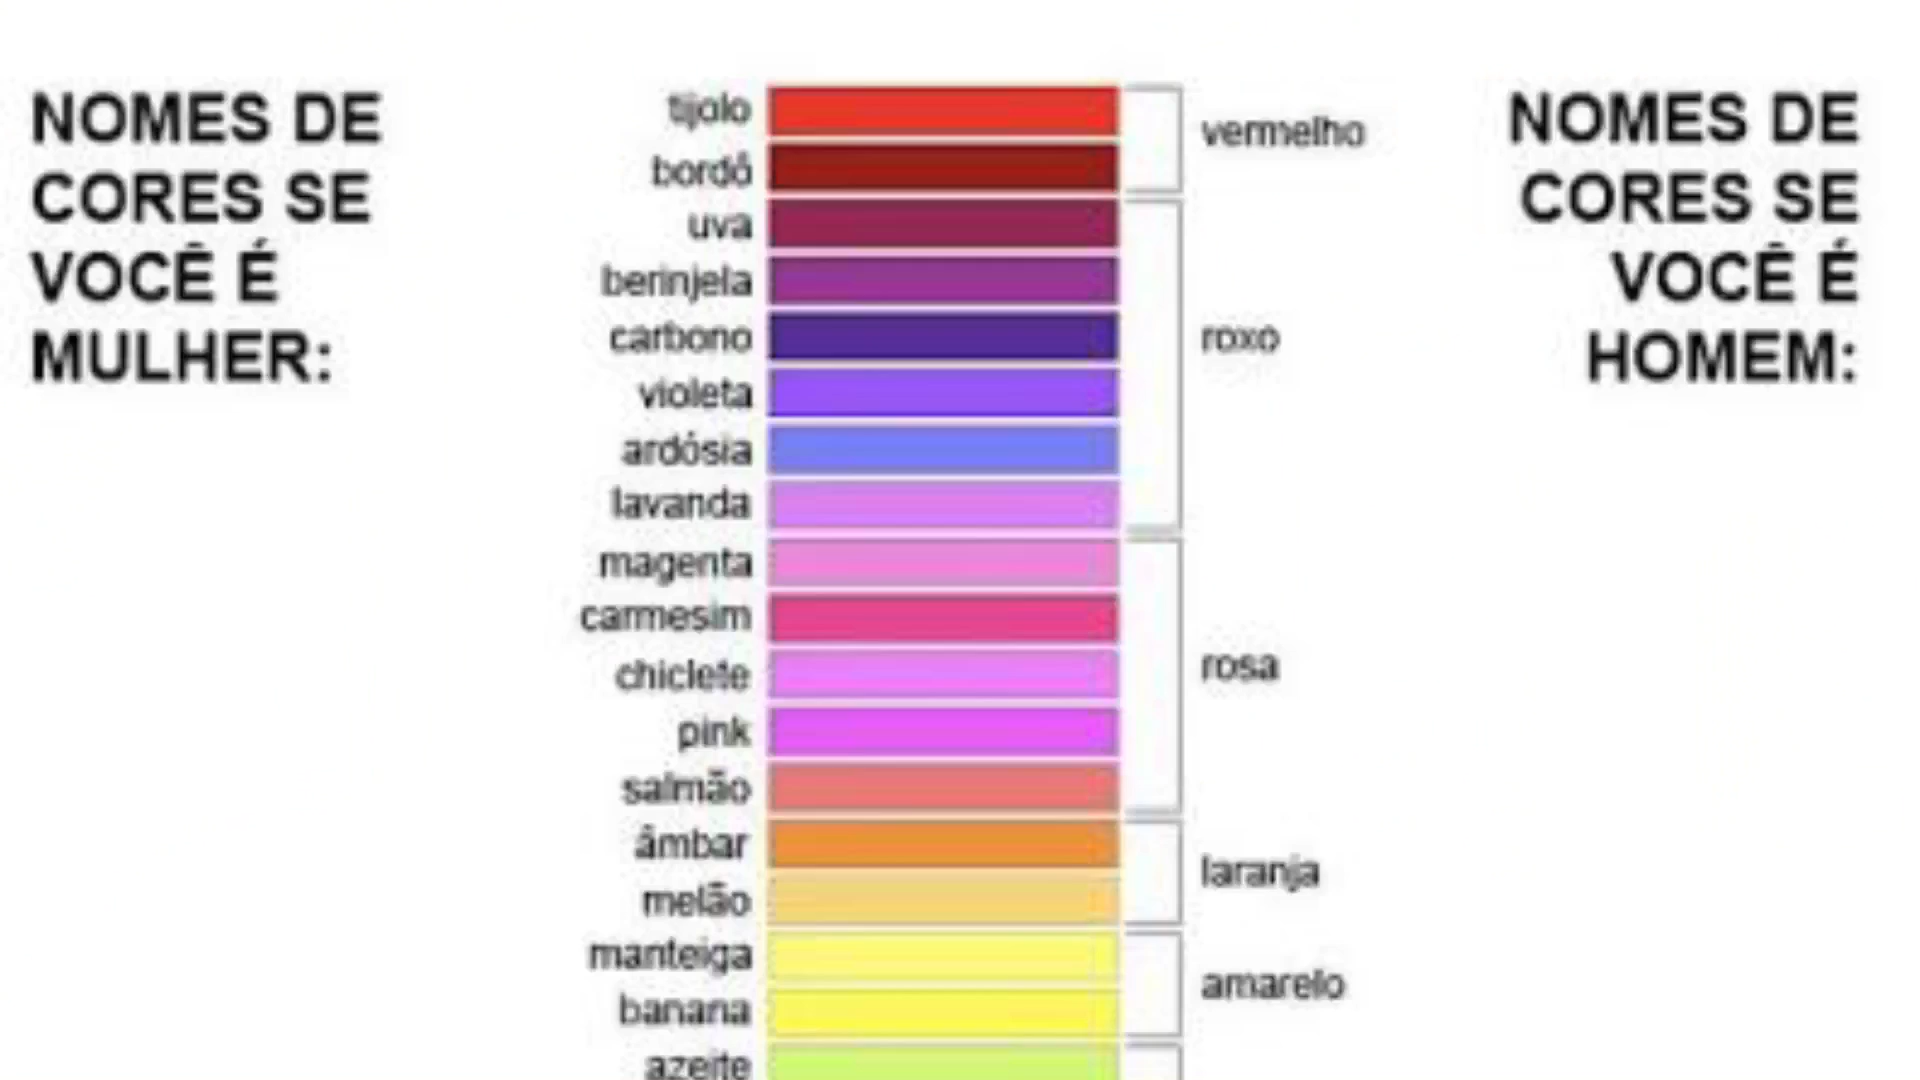 NOMES DE
CORES SE
VOCÊ É
MULHER:
tijolo
bordô
uva
berinjela
carbono
violeta
ardósia
lavanda
magenta
carmesim
chiclete
pink
salmão
âmbar
melão
manteiga
banana
azeite
vermelho
roxo
rosa
laranja
amarelo
NOMES DE
CORES SE
VOCÊ É
HOMEM: